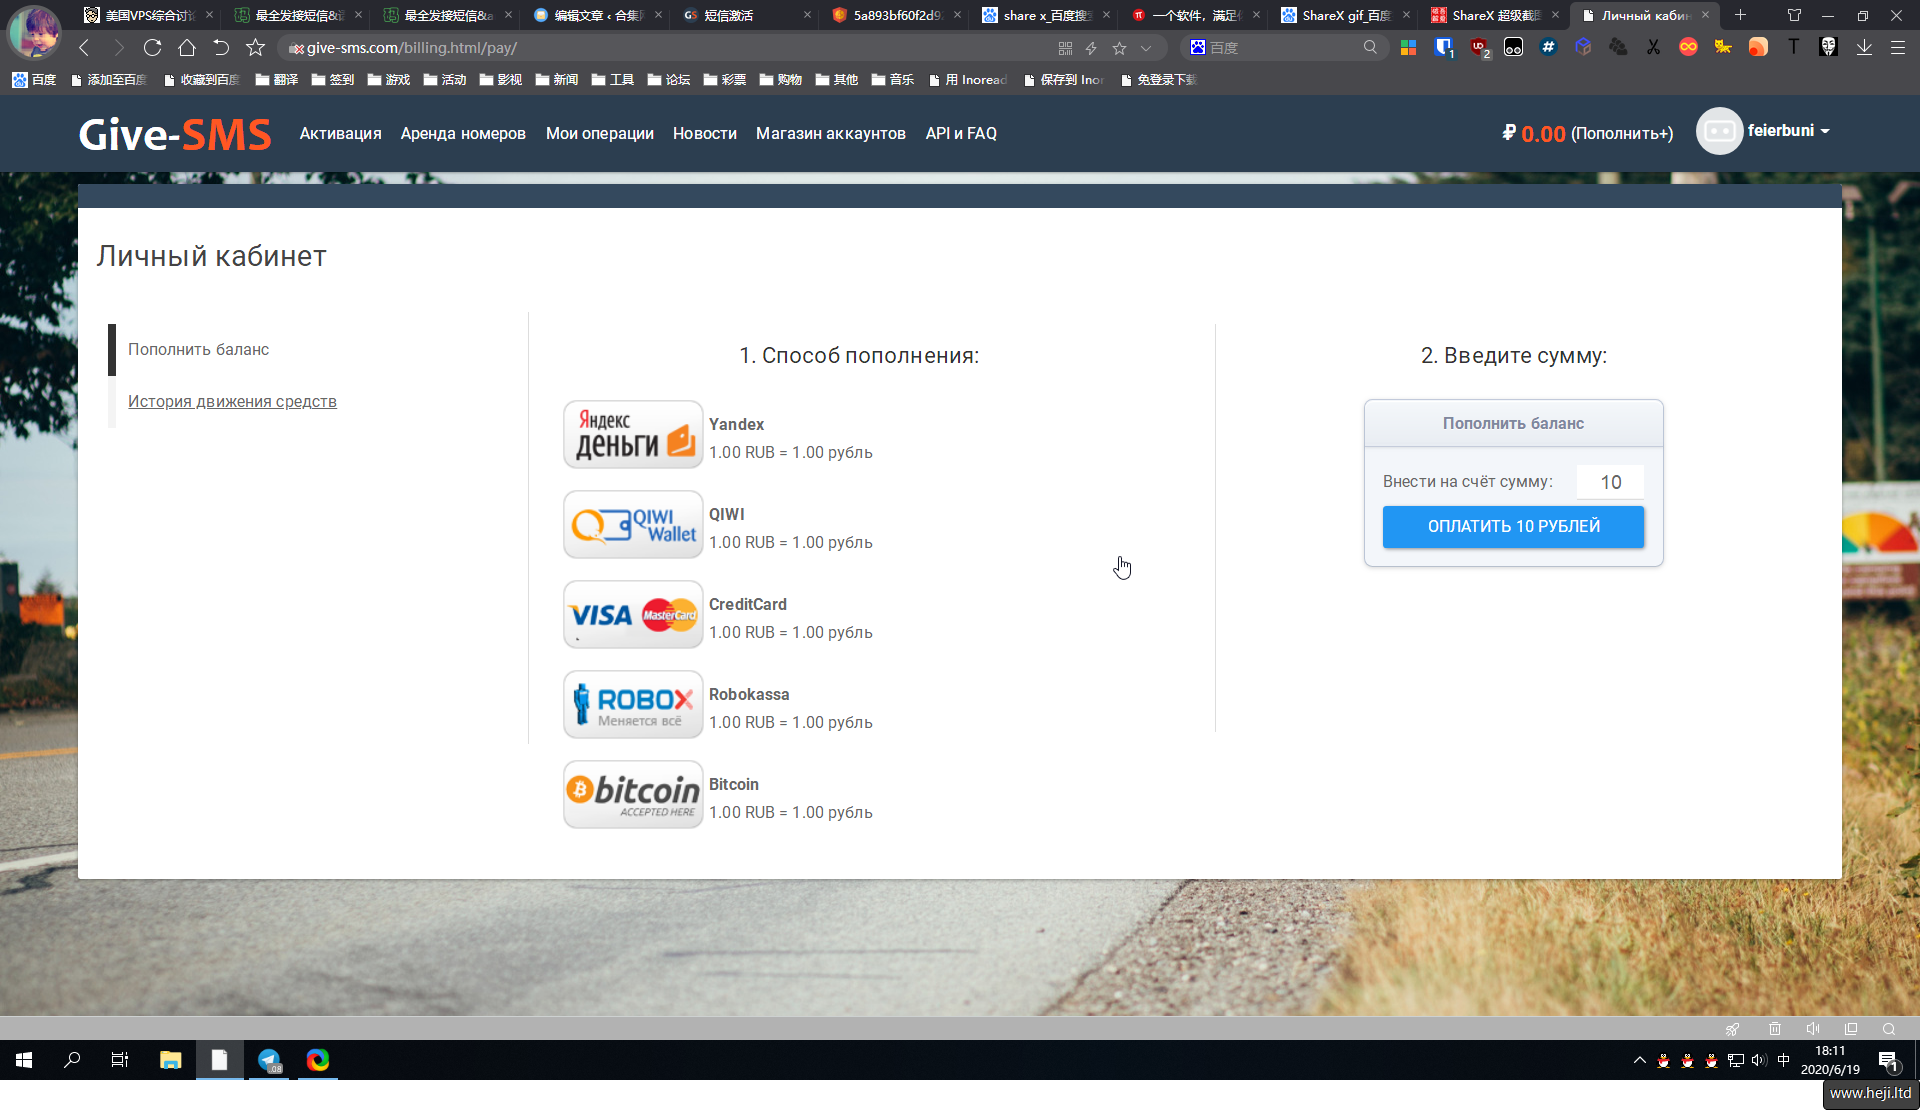 美国VPS综合讨论
最全发接短信&
最全发接短信&a
编辑文章 ‹ 合集
短信激活
5a893bf60f2d9
share x_百度搜
一个软件，满足
ShareX gif_百度
ShareX 超级截
Личный кабин
give-sms.com/billing.html/pay/
百度
1
2
T
百度
添加至百度
收藏到百度
翻译
签到
游戏
活动
影视
新闻
工具
论坛
彩票
购物
其他
音乐
用 Inoread
保存到 Ino
免登录下载
Give-SMS
Активация
Аренда номеров
Мои операции
Новости
Магазин аккаунтов
API и FAQ
₽ 0.00 (Пополнить+)
feierbuni
Личный кабинет
Пополнить баланс
История движения средств
1. Способ пополнения:
Яндекс
деньги
Yandex
1.00 RUB = 1.00 рубль
QIWI
Wallet
QIWI
1.00 RUB = 1.00 рубль
VISA
MasterCard
CreditCard
1.00 RUB = 1.00 рубль
ROBOX
Меняется всё
Robokassa
1.00 RUB = 1.00 рубль
bitcoin
ACCEPTED HERE
Bitcoin
1.00 RUB = 1.00 рубль
2. Введите сумму:
Пополнить баланс
Внести на счёт сумму:
10
ОПЛАТИТЬ 10 РУБЛЕЙ
.08
中
18:11
2020/6/19
1
www.heji.ltd